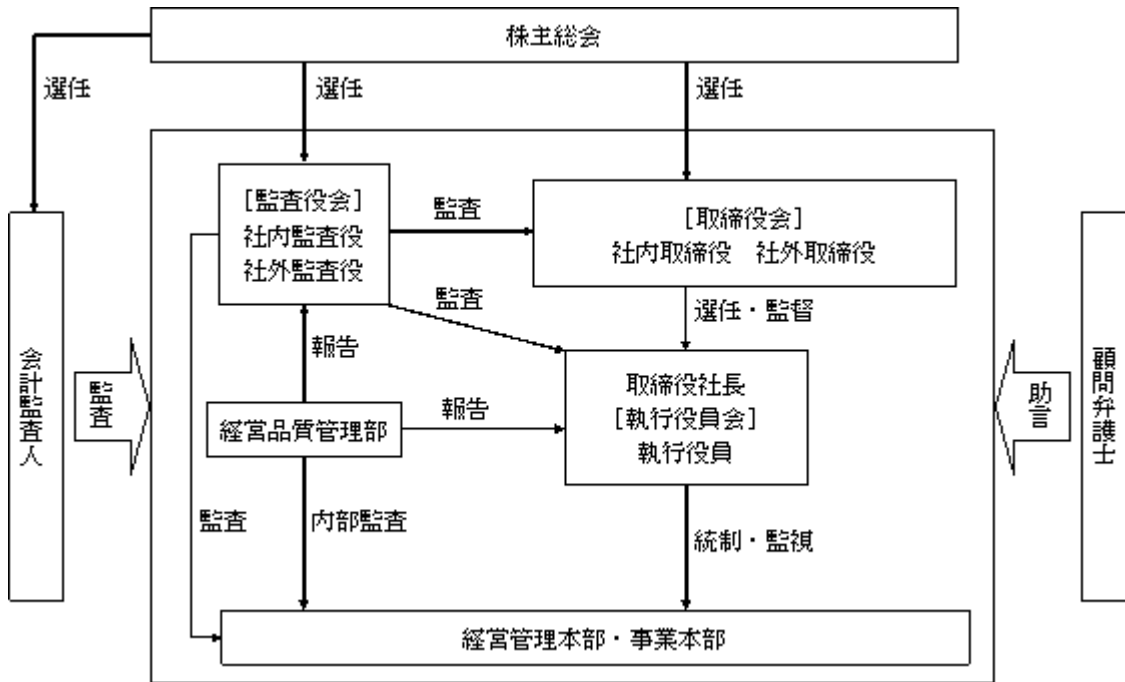 株主総会
選任
選任
選任
[監査役会]
社内監査役
社外監査役
監査
[取締役会]
社内取締役 社外取締役
監査
選任・監督
報告
取締役社長
[執行役員会]
執行役員
経営品質管理部
報告
会計監査人
監査
助言
顧問弁護士
監査
内部監査
統制・監視
経営管理本部・事業本部